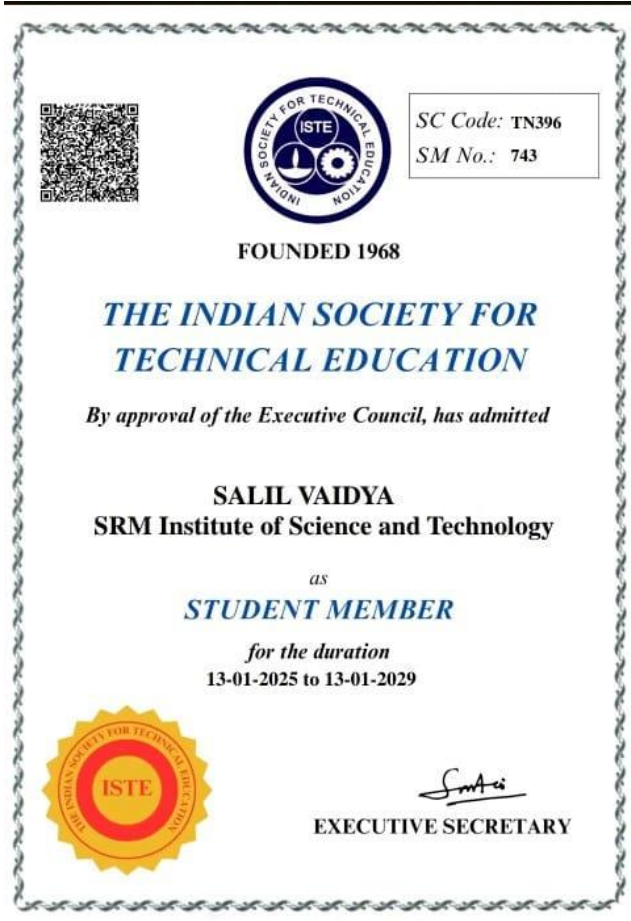 INDIAN SOCIETY FOR TECHNICAL EDUCATION
ISTE
SC Code: TN396
SM No.: 743
FOUNDED 1968
THE INDIAN SOCIETY FOR
TECHNICAL EDUCATION
By approval of the Executive Council, has admitted
SALIL VAIDYA
SRM Institute of Science and Technology
as
STUDENT MEMBER
for the duration
13-01-2025 to 13-01-2029
THE INDIAN SOCIETY FOR TECHNICAL EDUCATION
ISTE
EXECUTIVE SECRETARY